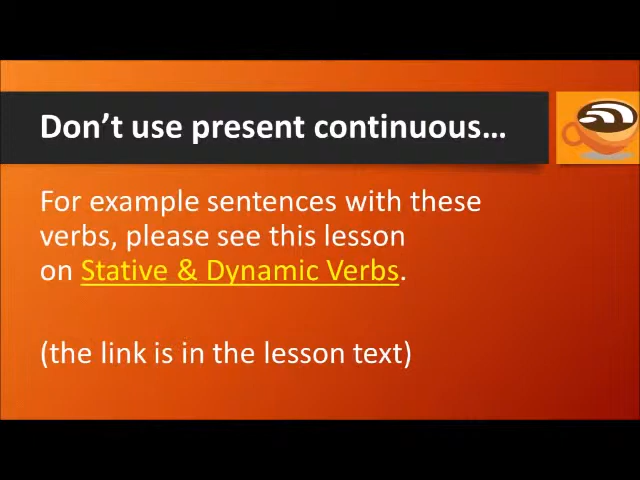 Don’t use present continuous…
For example sentences with these
verbs, please see this lesson
on Stative & Dynamic Verbs.
(the link is in the lesson text)